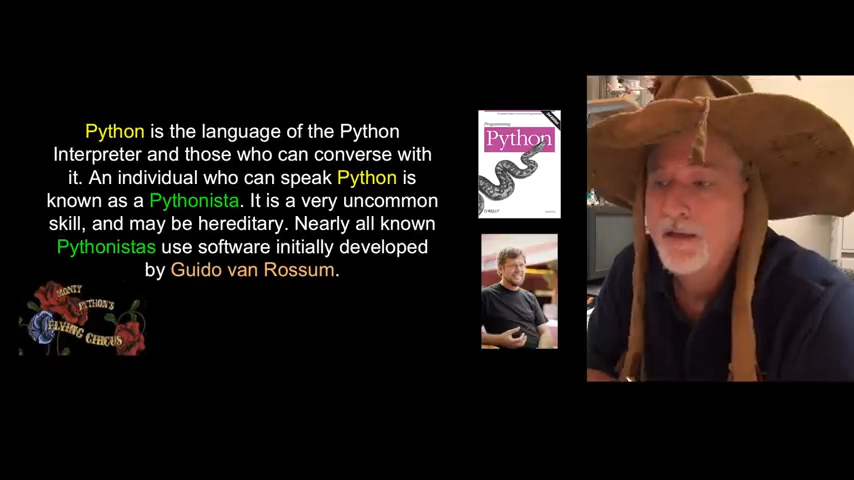 Python is the language of the Python
Interpreter and those who can converse with
it. An individual who can speak Python is
known as a Pythonista. It is a very uncommon
skill, and may be hereditary. Nearly all known
Pythonistas use software initially developed
by Guido van Rossum.
MONTY
PYTHON'S
FLYING CIRCUS
Programming
Python
O'REILLY